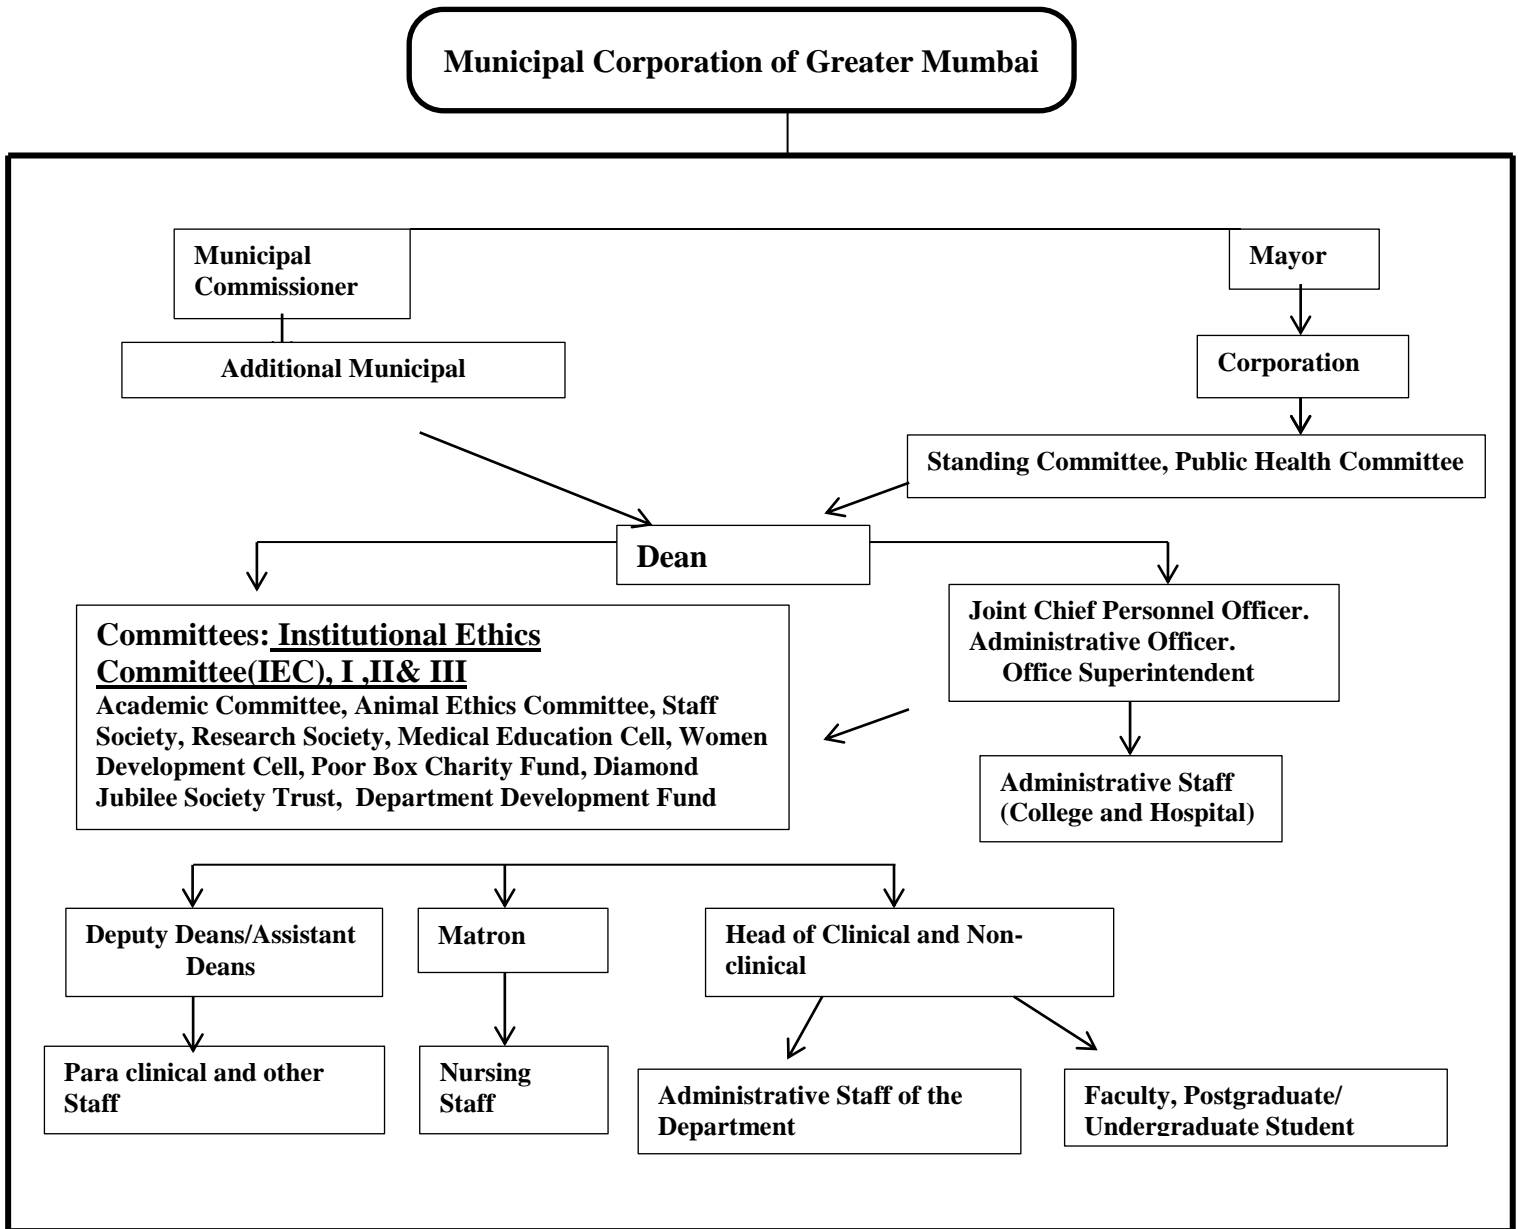 Municipal Corporation of Greater Mumbai
Municipal
Commissioner
Mayor
Additional Municipal
Corporation
Standing Committee, Public Health Committee
Dean
Committees: Institutional Ethics
Committee(IEC), I ,II& III
Academic Committee, Animal Ethics Committee, Staff
Society, Research Society, Medical Education Cell, Women
Development Cell, Poor Box Charity Fund, Diamond
Jubilee Society Trust, Department Development Fund
Joint Chief Personnel Officer.
Administrative Officer.
Office Superintendent
Administrative Staff
(College and Hospital)
Deputy Deans/Assistant
Deans
Matron
Head of Clinical and Non-
clinical
Para clinical and other
Staff
Nursing
Staff
Administrative Staff of the
Department
Faculty, Postgraduate/
Undergraduate Student